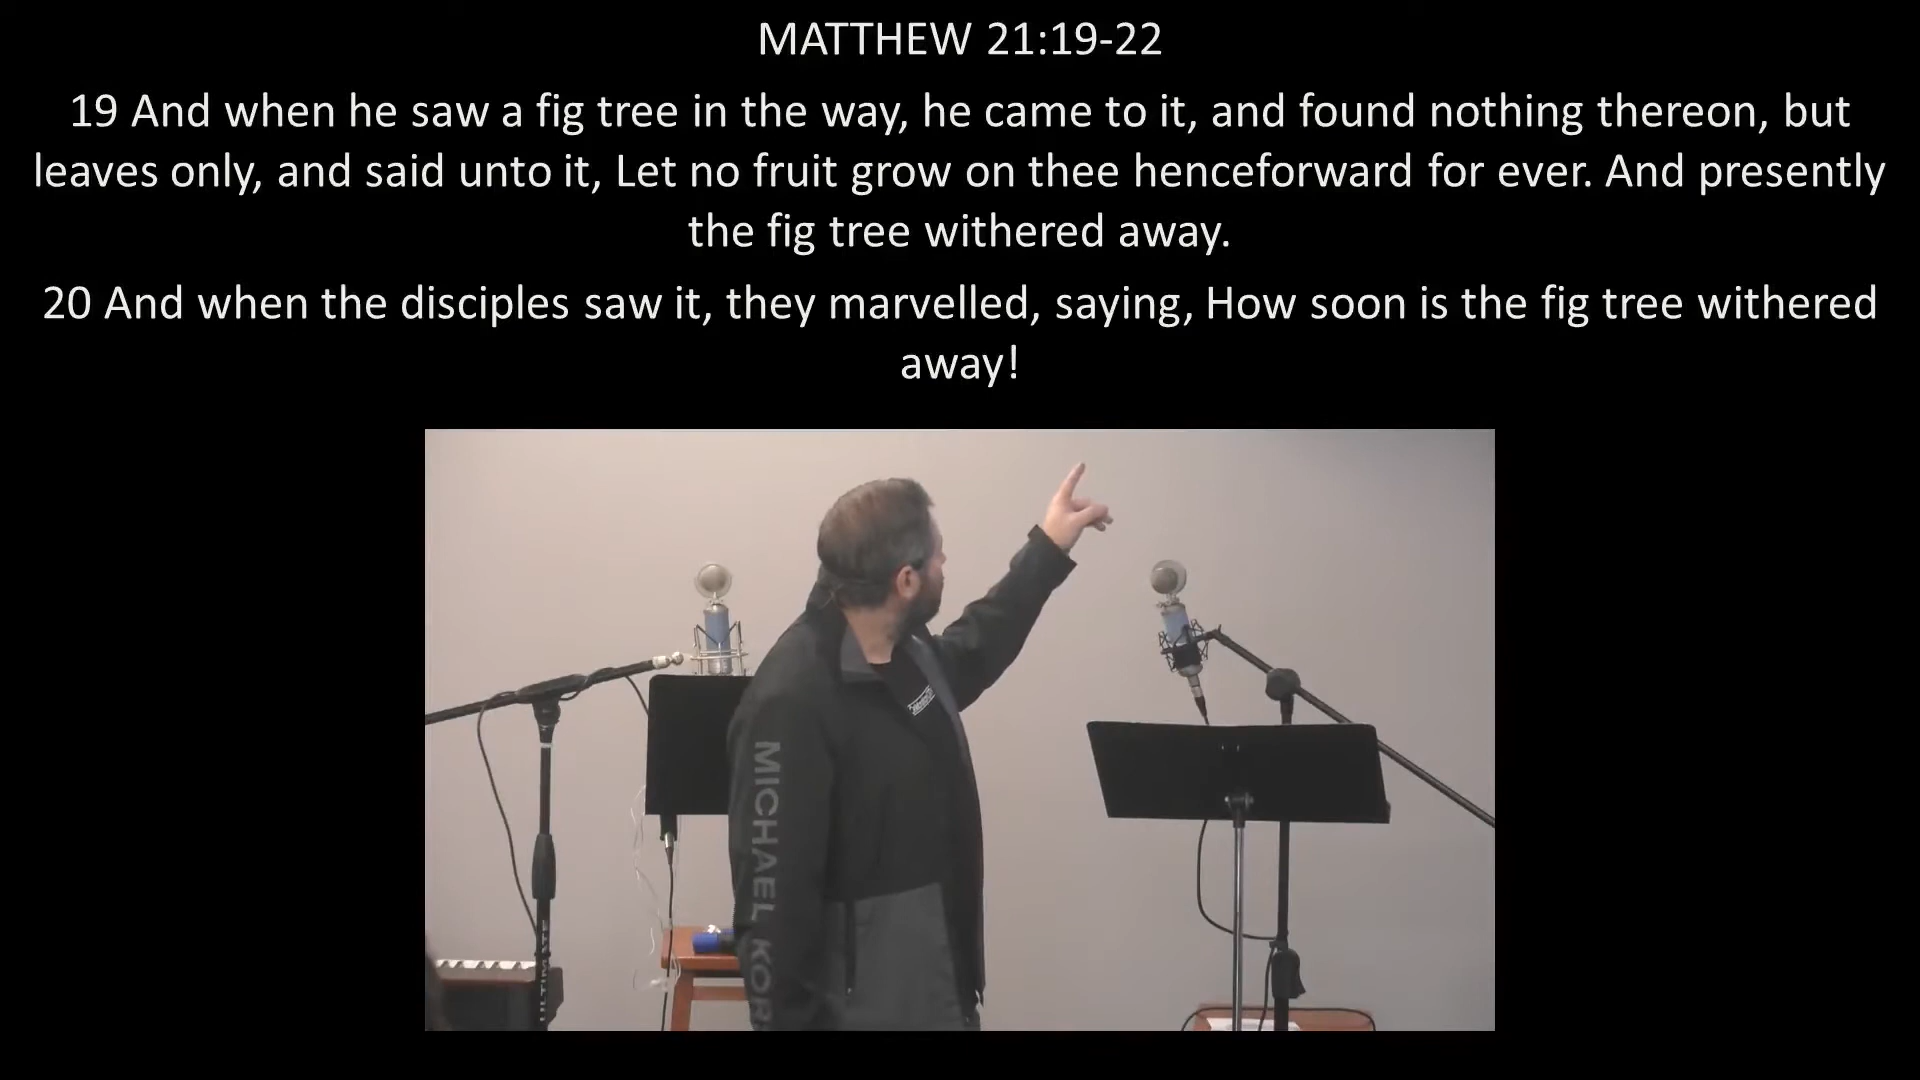 MATTHEW 21:19-22
19 And when he saw a fig tree in the way, he came to it, and found nothing thereon, but
leaves only, and said unto it, Let no fruit grow on thee henceforward for ever. And presently
the fig tree withered away.
20 And when the disciples saw it, they marvelled, saying, How soon is the fig tree withered
away!
MICHAEL KOR
ULTIMATE